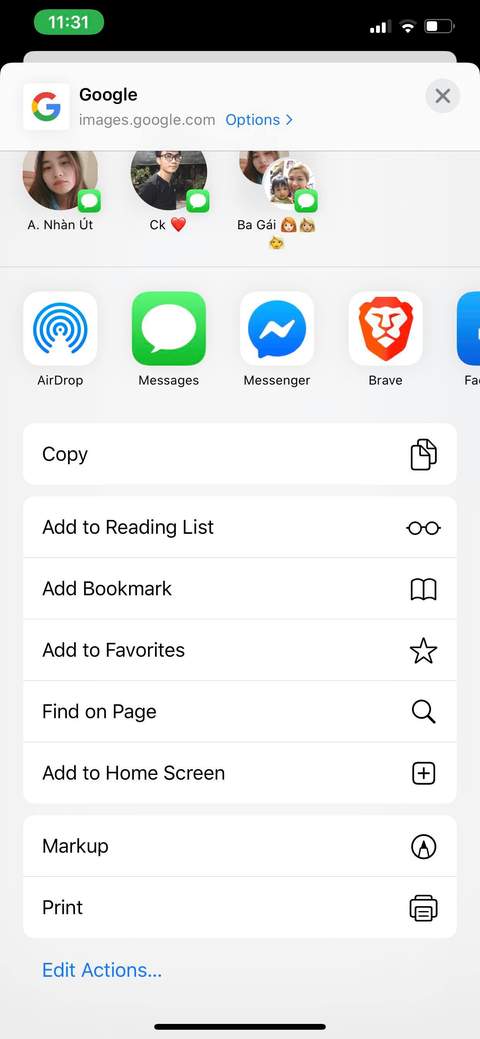 11:31
Google
images.google.com Options >
A. Nhàn Út
Ck ❤️
Ba Gái 👩🏻‍🦰👩🏼
👼
AirDrop
Messages
Messenger
Brave
Copy
Add to Reading List
Add Bookmark
Add to Favorites
Find on Page
Add to Home Screen
Markup
Print
Edit Actions...